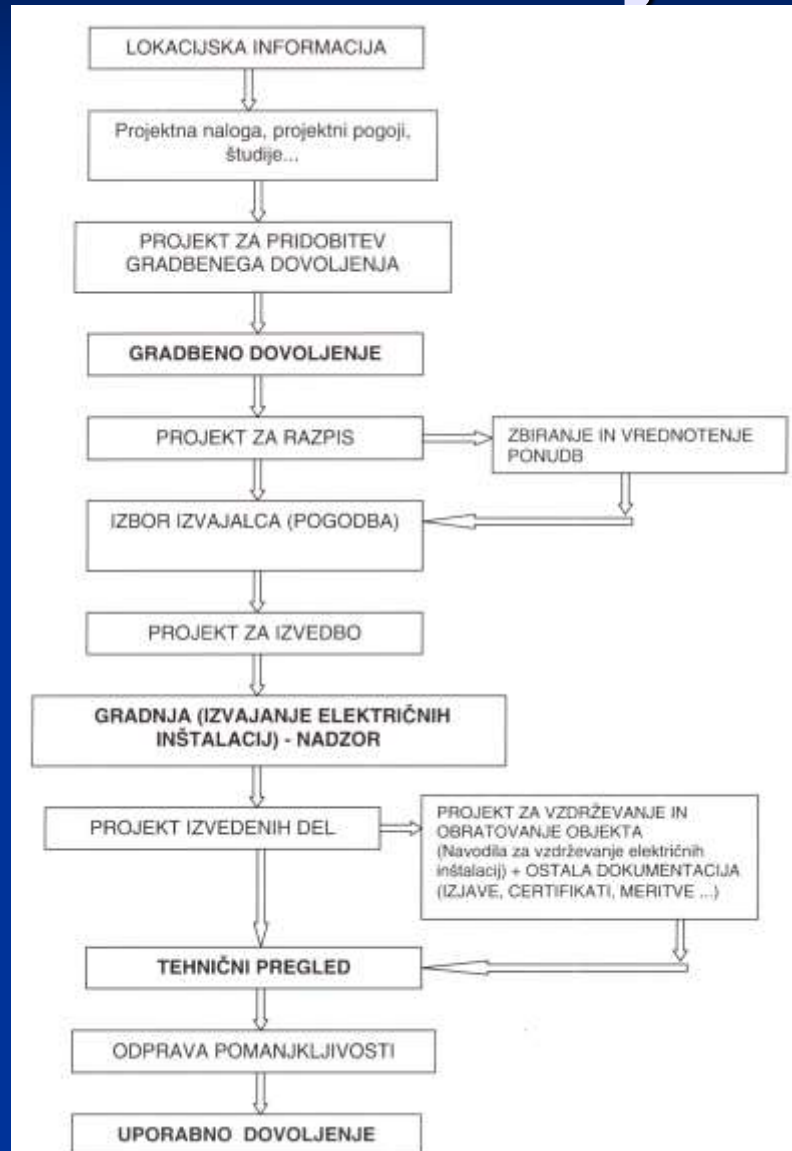 LOKACIJSKA INFORMACIJA
Projektna naloga, projektni pogoji,
študije...
PROJEKT ZA PRIDOBITEV
GRADBENEGA DOVOLJENJA
GRADBENO DOVOLJENJE
PROJEKT ZA RAZPIS
ZBIRANJE IN VREDNOTENJE
PONUDB
IZBOR IZVAJALCA (POGODBA)
PROJEKT ZA IZVEDBO
GRADNJA (IZVAJANJE ELEKTRIČNIH
INŠTALACIJ) - NADZOR
PROJEKT IZVEDENIH DEL
PROJEKT ZA VZDRŽEVANJE IN
OBRATOVANJE OBJEKTA
(Navodila za vzdrževanje električnih
inštalacij) + OSTALA DOKUMENTACIJA
(IZJAVE, CERTIFIKATI, MERITVE ...)
TEHNIČNI PREGLED
ODPRAVA POMANJKLJIVOSTI
UPORABNO DOVOLJENJE